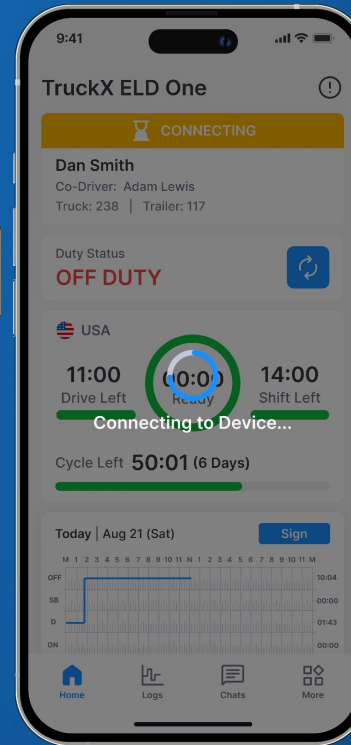 9:41
TruckX ELD One
CONNECTING
Dan Smith
Co-Driver: Adam Lewis
Truck: 238 | Trailer: 117
Duty Status
OFF DUTY
USA
11:00 00:00 14:00
Drive Left Ready Shift Left
Connecting to Device...
Cycle Left 50:01 (6 Days)
Today | Aug 21 (Sat) Sign
M 1 2 3 4 5 6 7 8 9 10 11 N 1 2 3 4 5 6 7 8 9 10 11 M
OFF 10:04
SB 00:00
D 01:43
ON 00:00
Home Logs Chats More